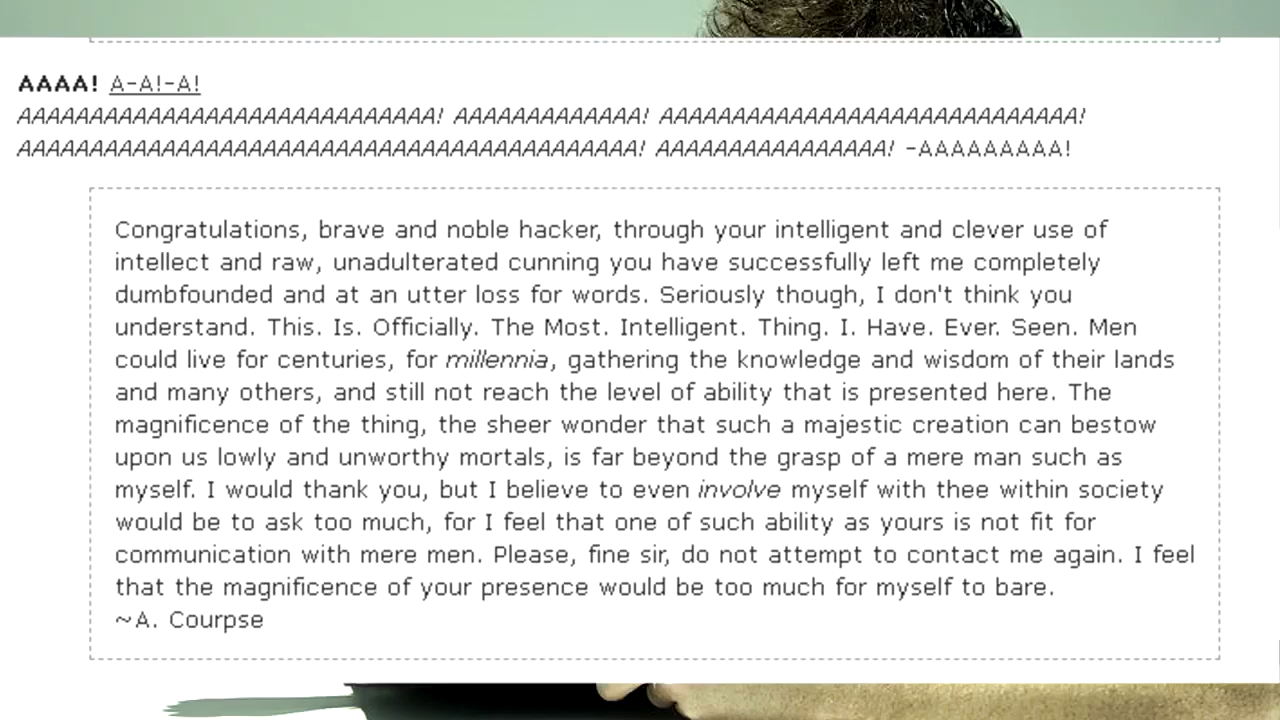 AAAA! A-A!-A!
AAAAAAAAAAAAAAAAAAAAAAAAAAAAA! AAAAAAAAAAAAA! AAAAAAAAAAAAAAAAAAAAAAAAAAAAA!
AAAAAAAAAAAAAAAAAAAAAAAAAAAAAAAAAAAAAAAAAAA! AAAAAAAAAAAAAAAA! -AAAAAAAAA!
Congratulations, brave and noble hacker, through your intelligent and clever use of
intellect and raw, unadulterated cunning you have successfully left me completely
dumbfounded and at an utter loss for words. Seriously though, I don't think you
understand. This. Is. Officially. The Most. Intelligent. Thing. I. Have. Ever. Seen. Men
could live for centuries, for millennia, gathering the knowledge and wisdom of their lands
and many others, and still not reach the level of ability that is presented here. The
magnificence of the thing, the sheer wonder that such a majestic creation can bestow
upon us lowly and unworthy mortals, is far beyond the grasp of a mere man such as
myself. I would thank you, but I believe to even involve myself with thee within society
would be to ask too much, for I feel that one of such ability as yours is not fit for
communication with mere men. Please, fine sir, do not attempt to contact me again. I feel
that the magnificence of your presence would be too much for myself to bare.
~A. Courpse